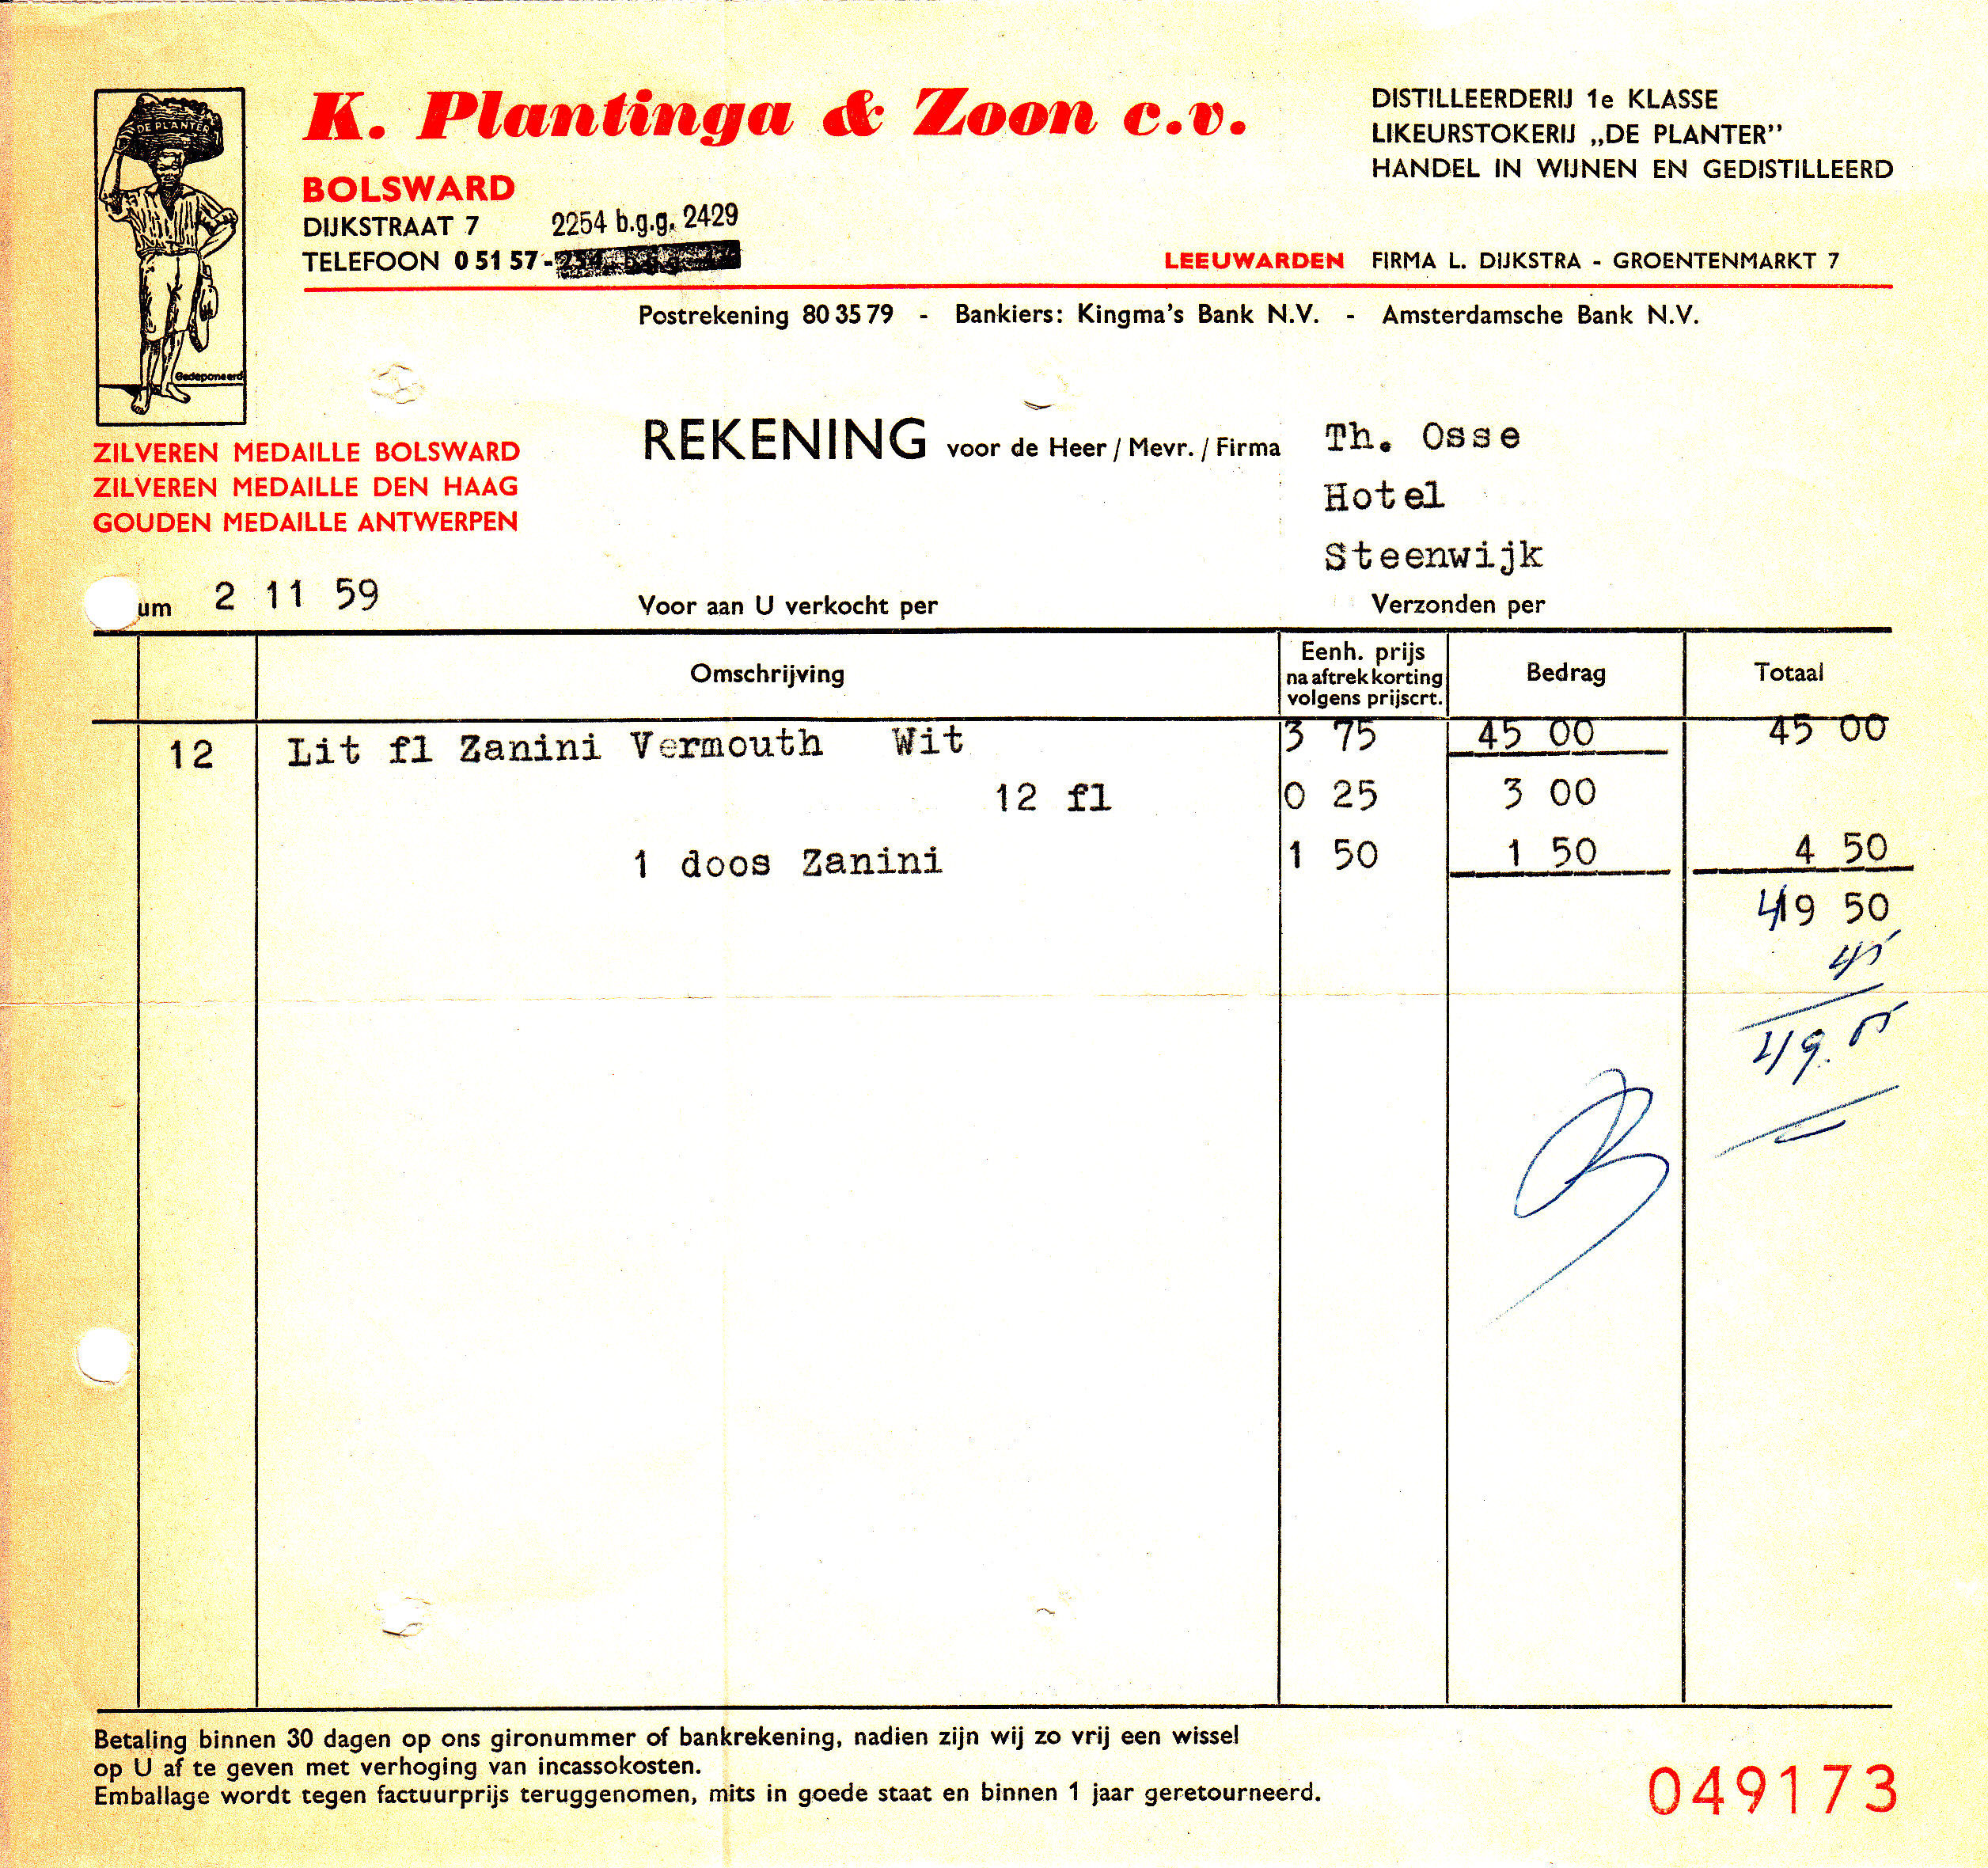 DE PLANTER
Gedeponeerd
K. Plantinga & Zoon c.v.
BOLSWARD
DIJKSTRAAT 7 2254 b.g.g. 2429
TELEFOON 0 51 57-
DISTILLEERDERIJ 1e KLASSE
LIKEURSTOKERIJ „DE PLANTER’’
HANDEL IN WIJNEN EN GEDISTILLEERD
LEEUWARDEN FIRMA L. DIJKSTRA - GROENTENMARKT 7
Postrekening 80 35 79 - Bankiers: Kingma's Bank N.V. - Amsterdamsche Bank N.V.
ZILVEREN MEDAILLE BOLSWARD
ZILVEREN MEDAILLE DEN HAAG
GOUDEN MEDAILLE ANTWERPEN
REKENING voor de Heer / Mevr. / Firma Th. Osse
Hotel
Steenwijk
um 2 11 59 Voor aan U verkocht per Verzonden per
Omschrijving
Eenh. prijs
na aftrek korting
volgens prijscrt.
Bedrag
Totaal
12 Lit fl Zanini Vermouth Wit 3 75 45 00 45 00
12 fl 0 25 3 00
1 doos Zanini 1 50 1 50 4 50
49 50
45
49.05
Betaling binnen 30 dagen op ons gironummer of bankrekening, nadien zijn wij zo vrij een wissel
op U af te geven met verhoging van incassokosten.
Emballage wordt tegen factuurprijs teruggenomen, mits in goede staat en binnen 1 jaar geretourneerd.
049173